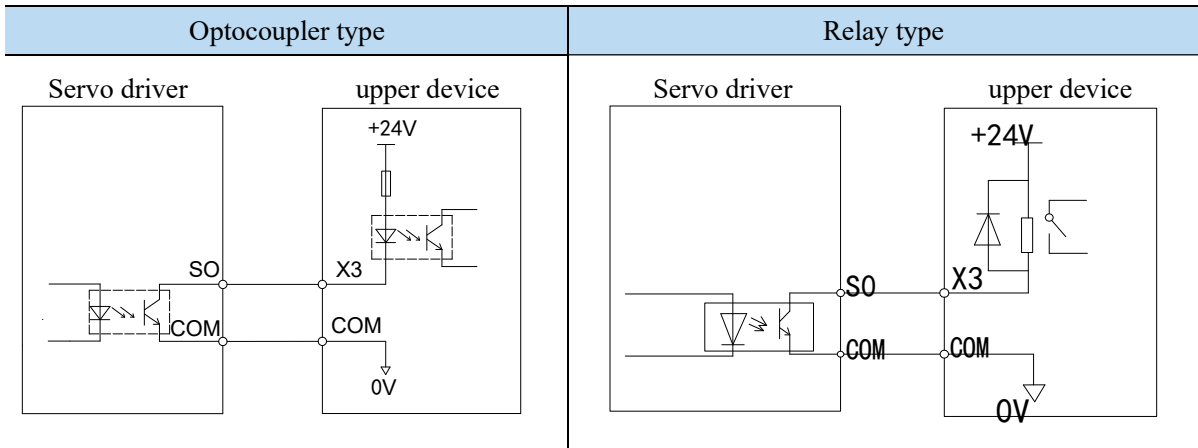 Optocoupler type
Relay type
Servo driver
upper device
+24V
SO
X3
COM
COM
0V
Servo driver
upper device
+24V
SO
X3
COM
COM
0V